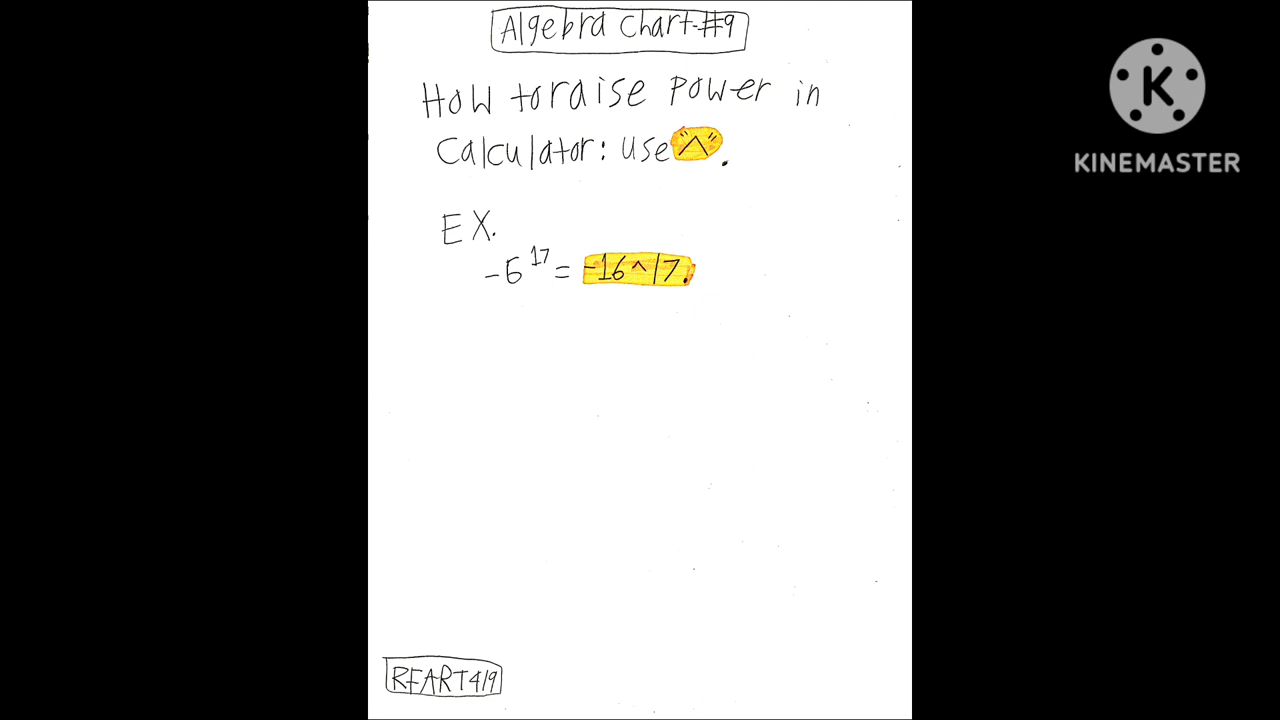 Algebra Chart-#9
How to raise Power in
Calculator: use "^".
EX.
-6^17 = -16^17.
RFART419
K
KINEMASTER